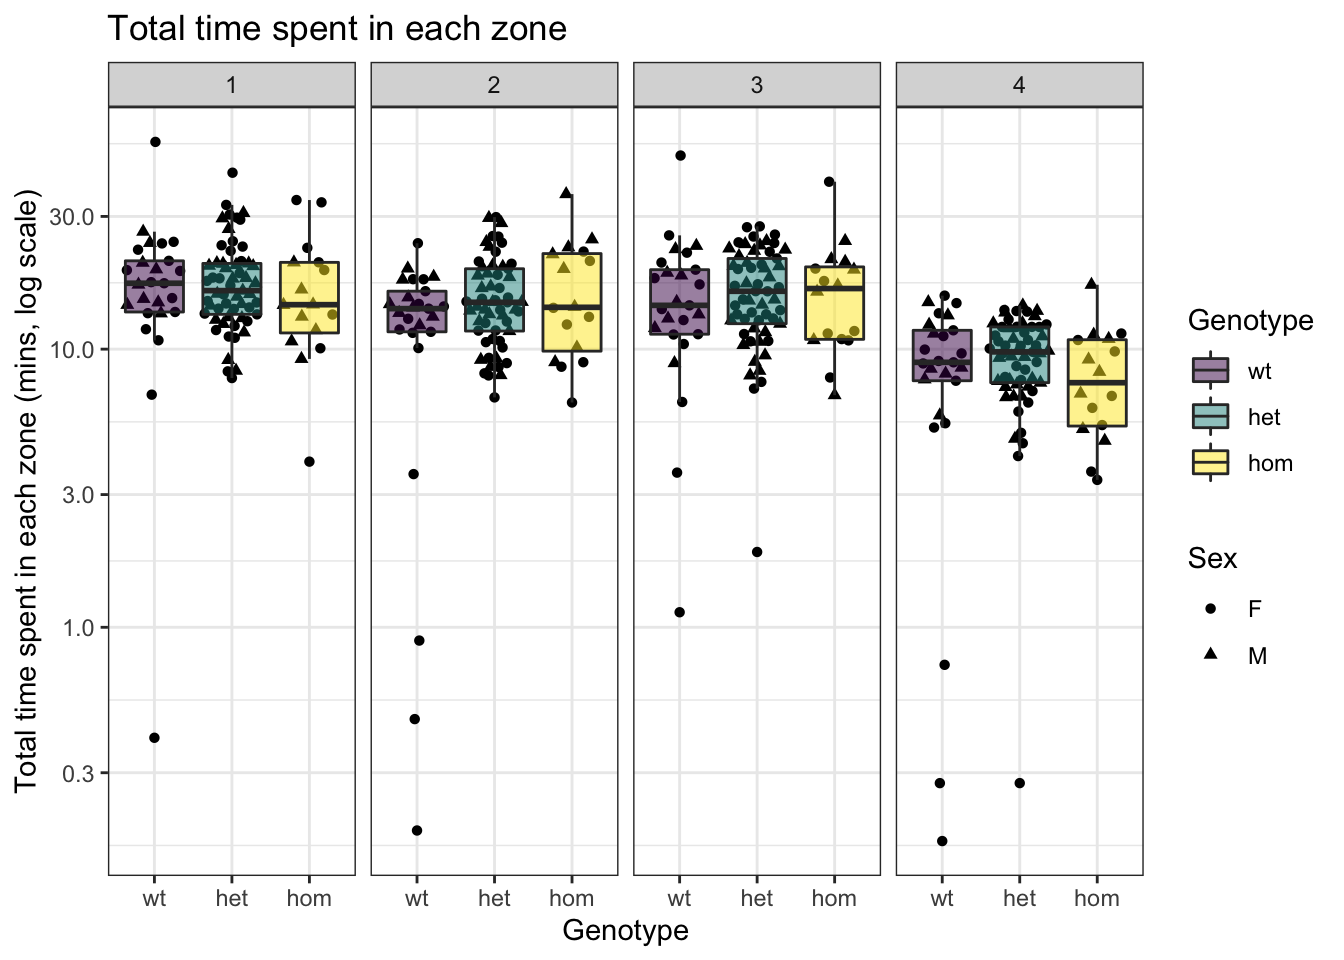 Total time spent in each zone
1
2
3
4
Total time spent in each zone (mins, log scale)
30.0
10.0
3.0
1.0
0.3
wt
het
hom
wt
het
hom
wt
het
hom
wt
het
hom
Genotype
Genotype
wt
het
hom
Sex
F
M